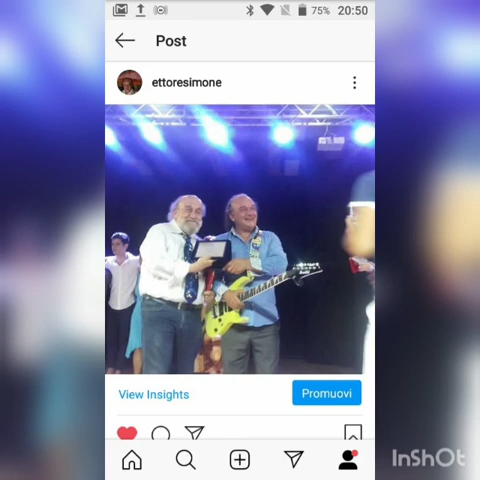 75% 20:50
Post
ettoresimone
View Insights
Promuovi
InShOt